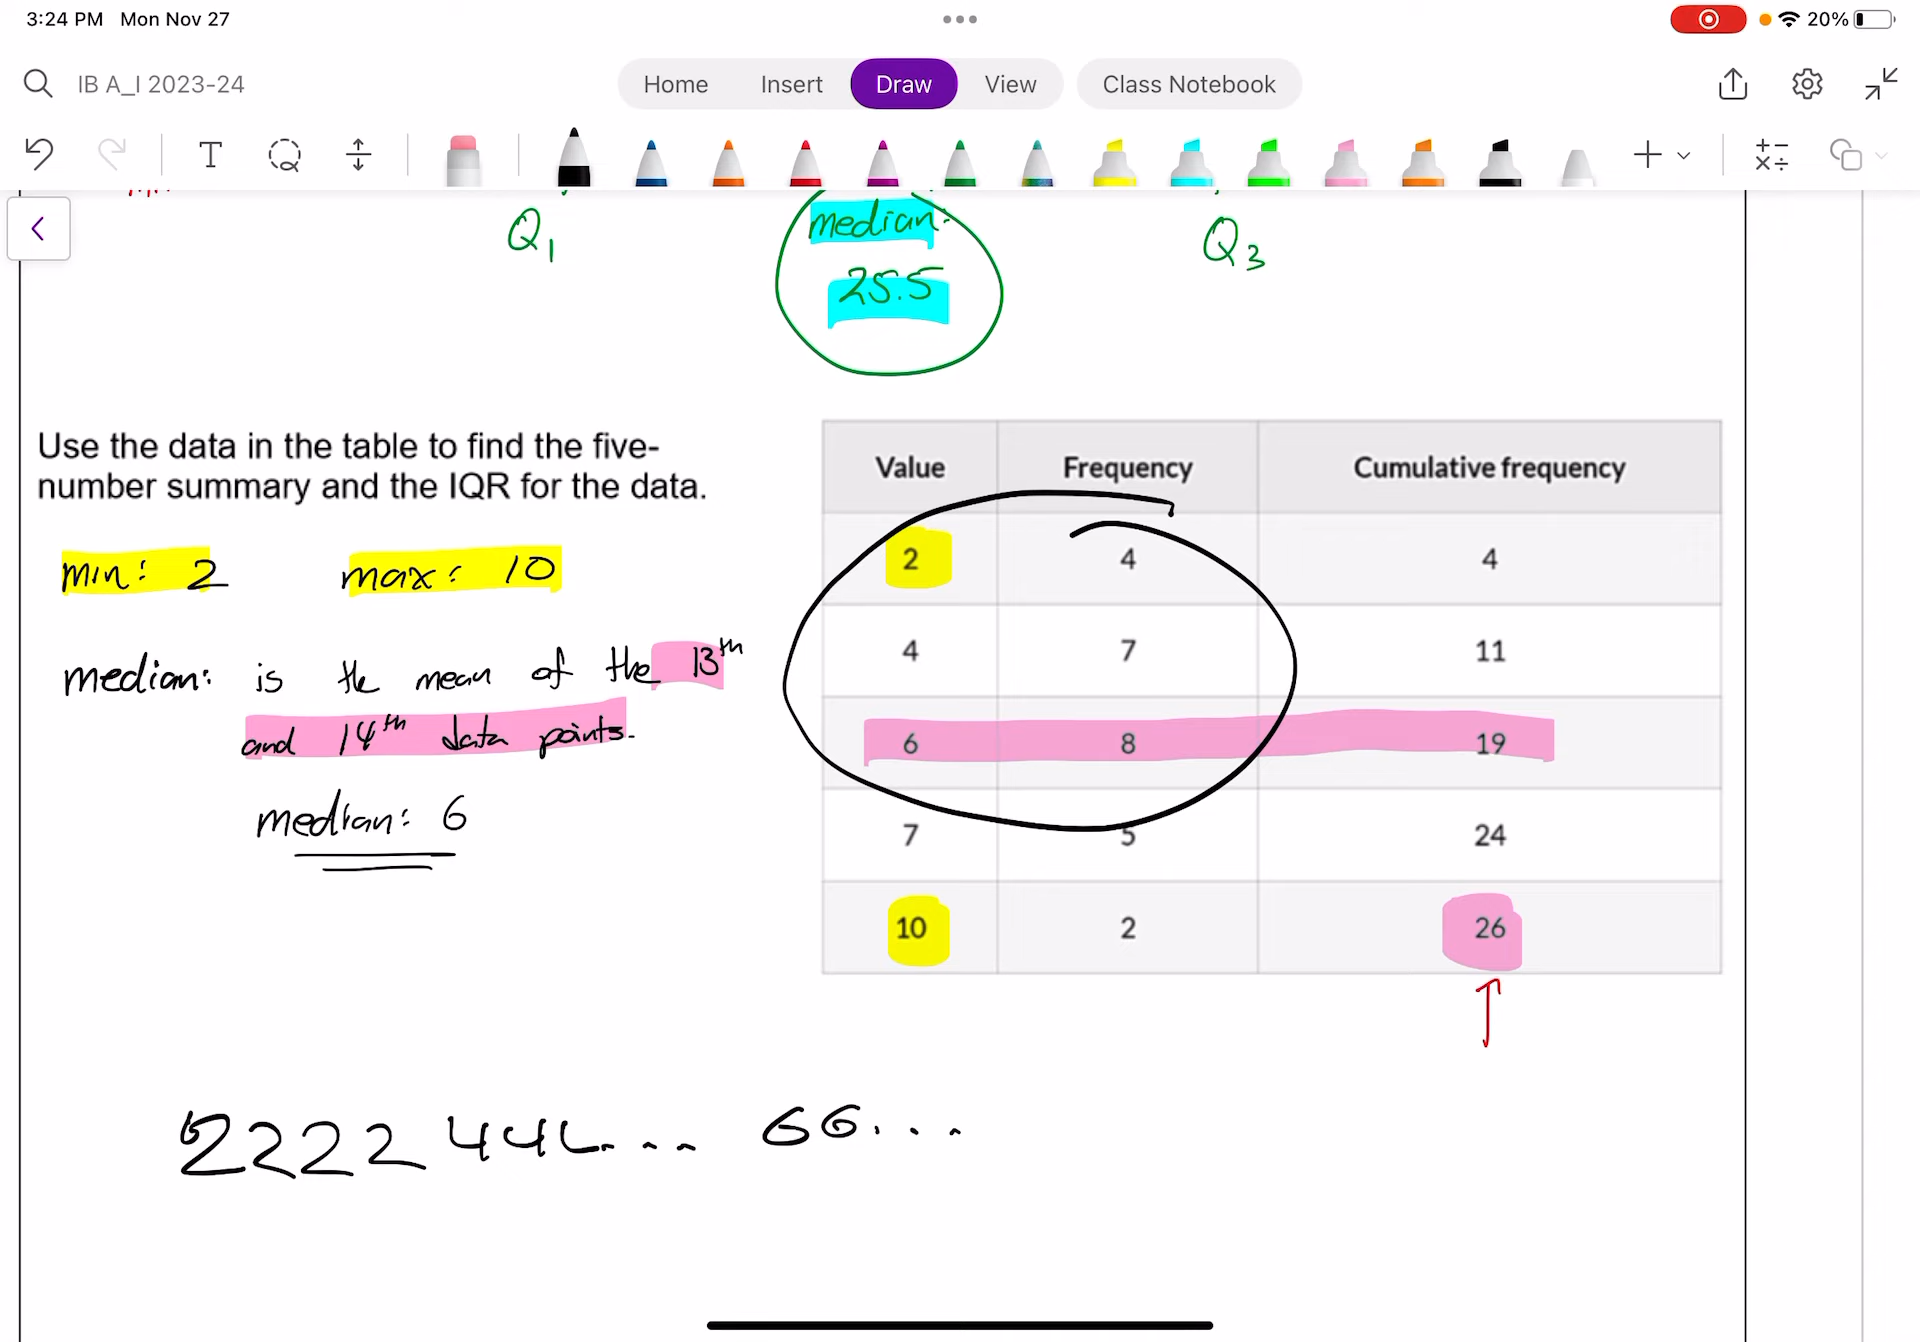 3:24 PM Mon Nov 27
20%
IB A_I 2023-24
Home Insert Draw View Class Notebook
T
Q1
median:
25.5
Q3
Use the data in the table to find the five-
number summary and the IQR for the data.
min: 2 max: 10
median: is the mean of the 13th
and 14th data points.
median: 6
Value Frequency Cumulative frequency
2 4 4
4 7 11
6 8 19
7 5 24
10 2 26
2222 444... 66...